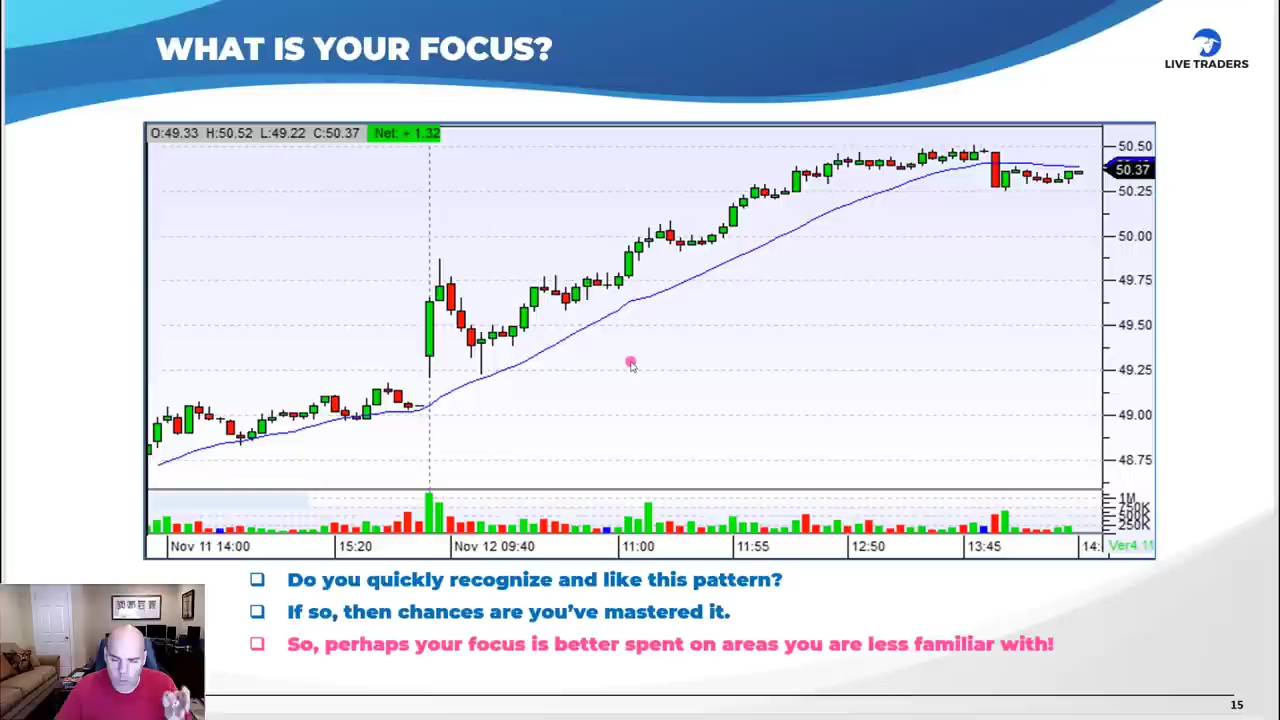 WHAT IS YOUR FOCUS?
LIVE TRADERS
O:49.33 H:50.52 L:49.22 C:50.37 Net: + 1.32
50.50
50.37
50.25
50.00
49.75
49.50
49.25
49.00
48.75
1M
750K
500K
250K
Nov 11 14:00 15:20 Nov 12 09:40 11:00 11:55 12:50 13:45 14: Ver4.11
Do you quickly recognize and like this pattern?
If so, then chances are you've mastered it.
So, perhaps your focus is better spent on areas you are less familiar with!
15